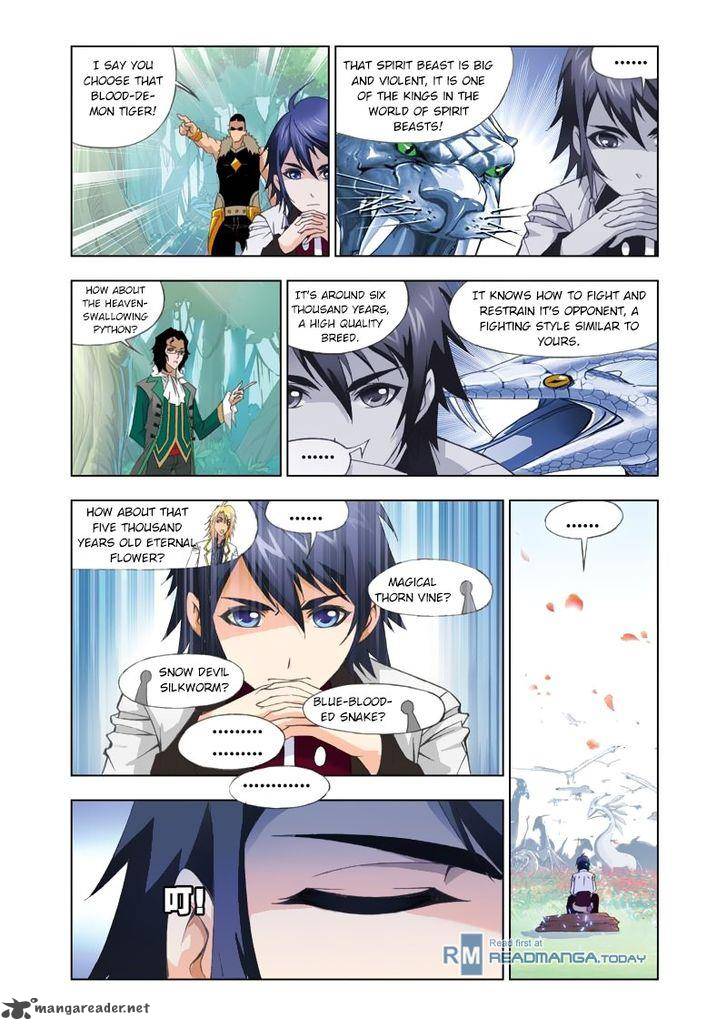 I SAY YOU
CHOOSE THAT
BLOOD-DE-
MON TIGER!
THAT SPIRIT BEAST IS BIG
AND VIOLENT, IT IS ONE
OF THE KINGS IN THE
WORLD OF SPIRIT
BEASTS!
......
HOW ABOUT
THE HEAVEN-
SWALLOWING
PYTHON?
IT'S AROUND SIX
THOUSAND YEARS,
A HIGH QUALITY
BREED.
IT KNOWS HOW TO FIGHT AND
RESTRAIN IT'S OPPONENT, A
FIGHTING STYLE SIMILAR TO
YOURS.
......
HOW ABOUT THAT
FIVE THOUSAND
YEARS OLD ETERNAL
FLOWER?
......
MAGICAL
THORN VINE?
SNOW DEVIL
SILKWORM?
BLUE-BLOOD-
ED SNAKE?
..........
..........
............
......
叮!
RM
Read first at
READMANGA.TODAY
mangareader.net